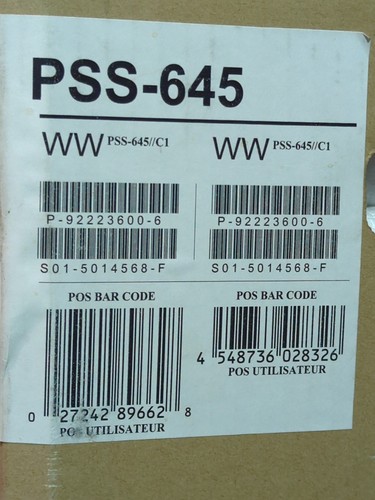 PSS-645
WW PSS-645//C1 WW PSS-645//C1
P-92223600-6 P-92223600-6
S01-5014568-F S01-5014568-F
POS BAR CODE POS BAR CODE
4 548736 028326
POS UTILISATEUR
0 27242 89662 8
POS UTILISATEUR